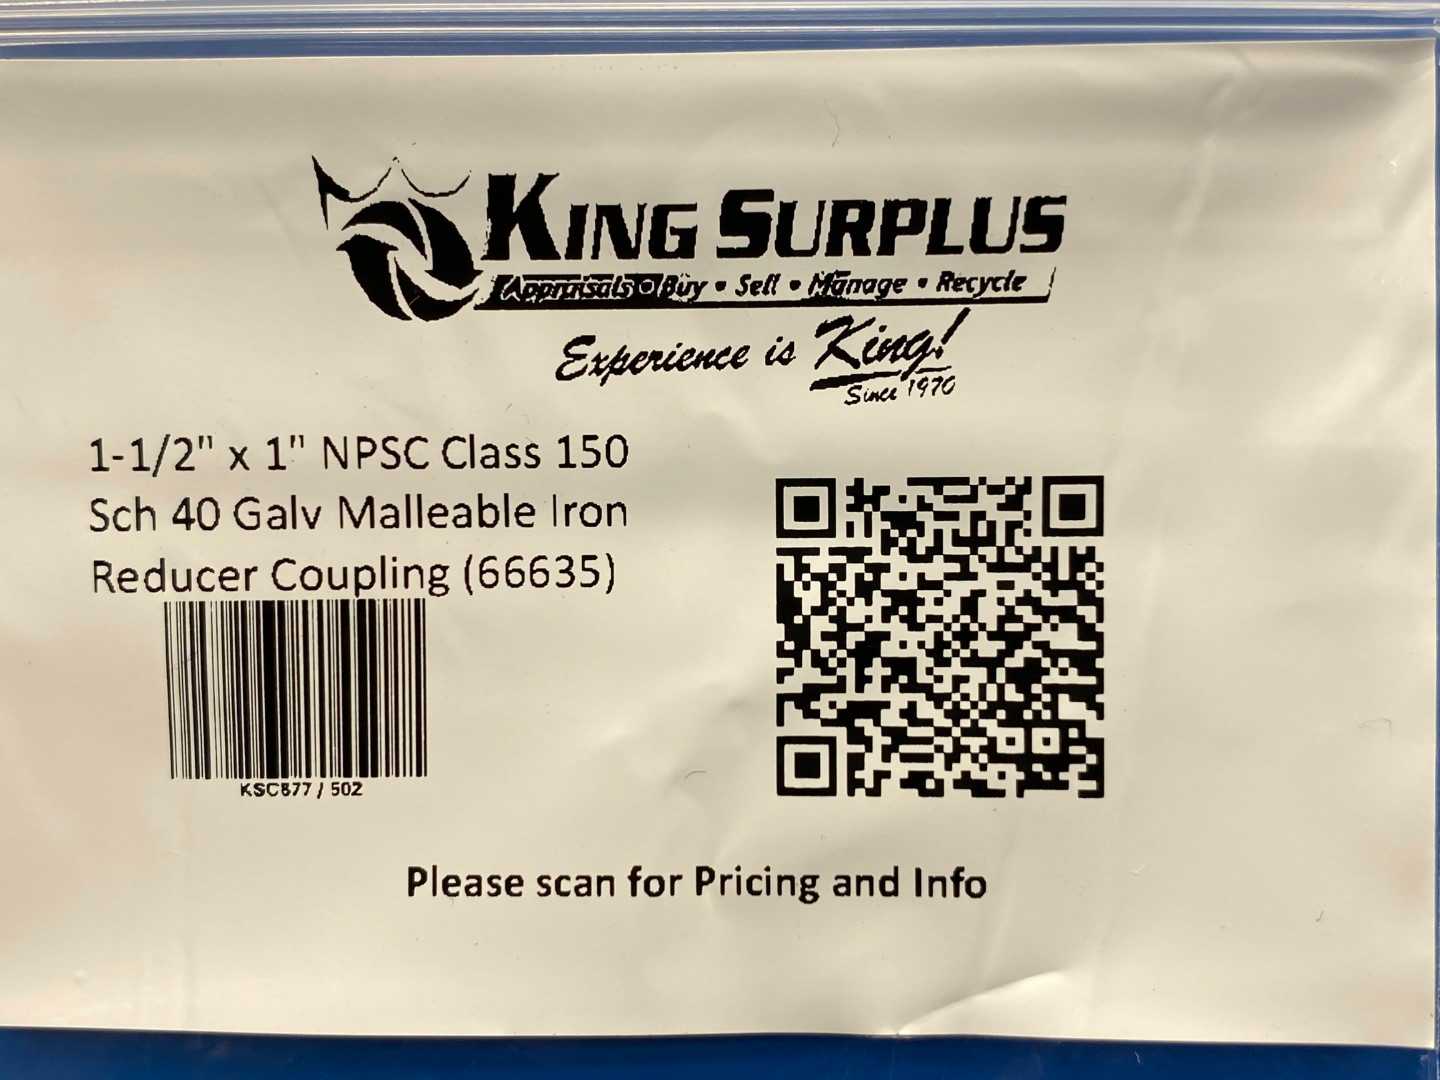 KING SURPLUS
Appraisals • Buy • Sell • Manage • Recycle
Experience is King!
Since 1970
1-1/2" x 1" NPSC Class 150
Sch 40 Galv Malleable Iron
Reducer Coupling (66635)
KSC877 / 502
Please scan for Pricing and Info